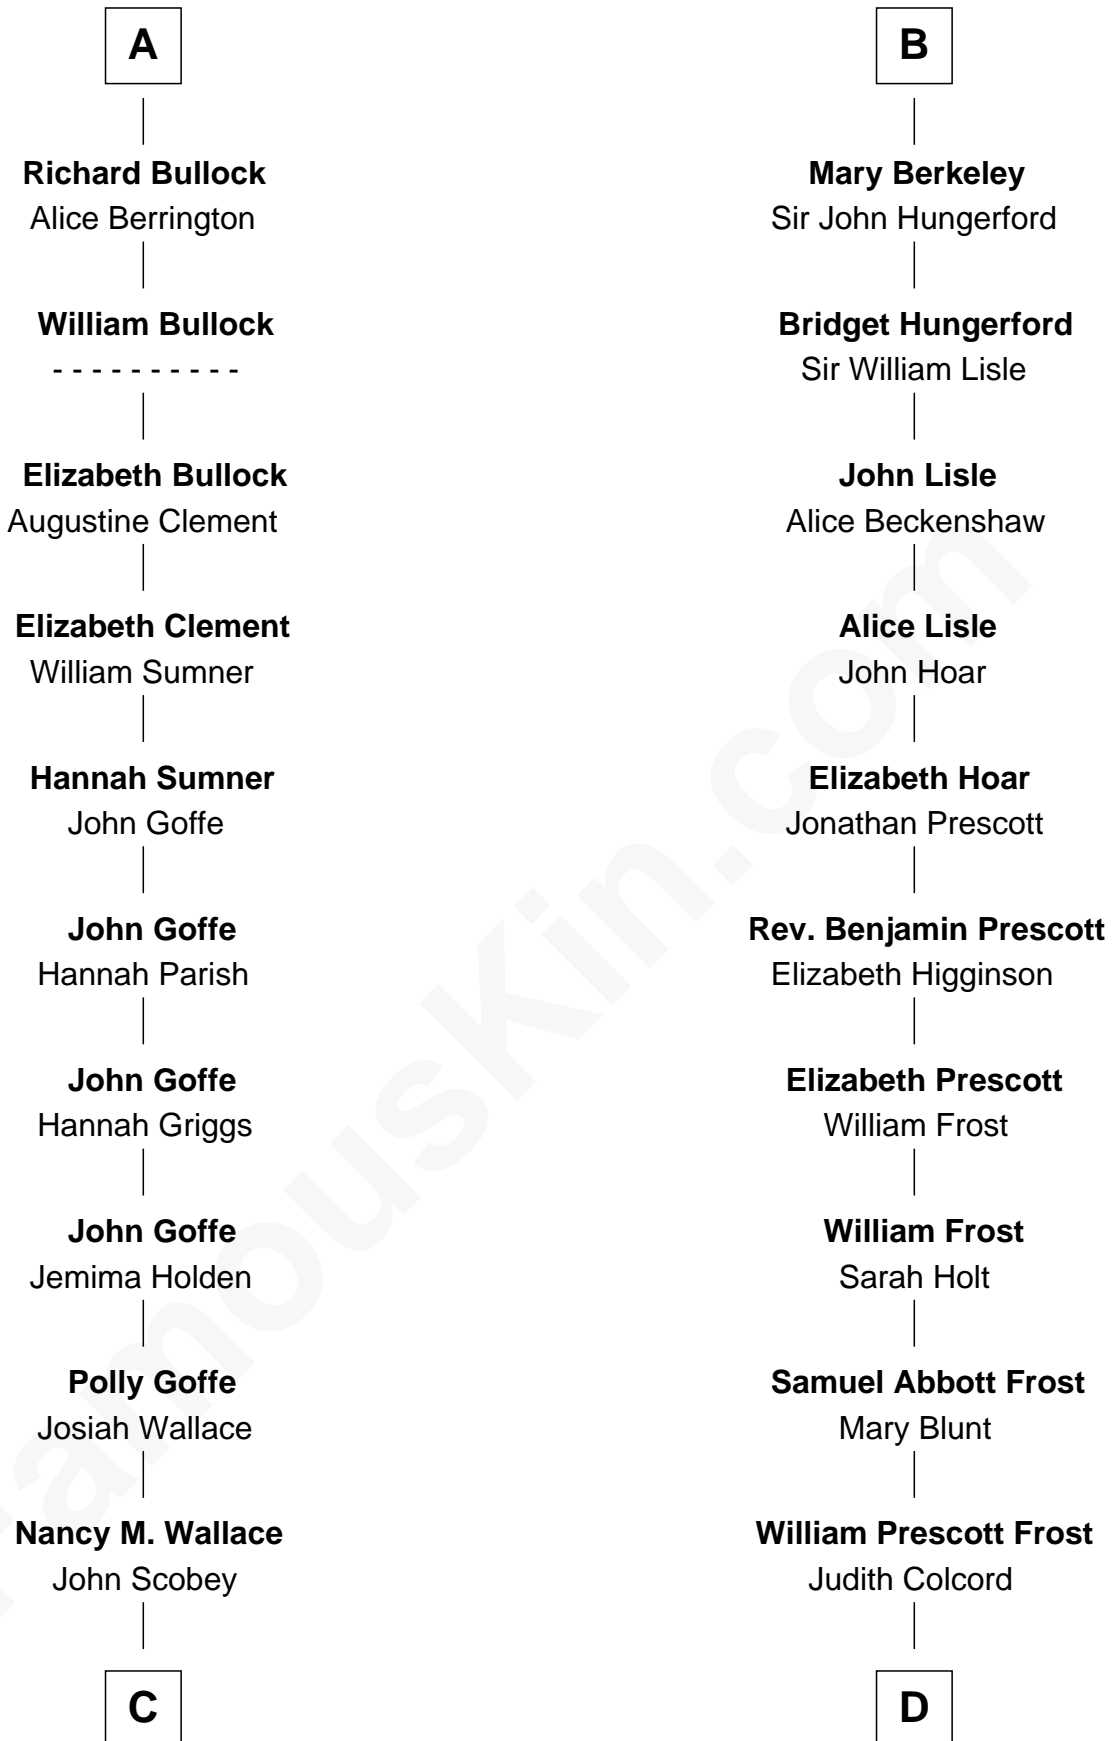 A
Richard Bullock
Alice Berrington
William Bullock
- - - - - - - - - -
Elizabeth Bullock
Augustine Clement
Elizabeth Clement
William Sumner
Hannah Sumner
John Goffe
John Goffe
Hannah Parish
John Goffe
Hannah Griggs
John Goffe
Jemima Holden
Polly Goffe
Josiah Wallace
Nancy M. Wallace
John Scobey
C
B
Mary Berkeley
Sir John Hungerford
Bridget Hungerford
Sir William Lisle
John Lisle
Alice Beckenshaw
Alice Lisle
John Hoar
Elizabeth Hoar
Jonathan Prescott
Rev. Benjamin Prescott
Elizabeth Higginson
Elizabeth Prescott
William Frost
William Frost
Sarah Holt
Samuel Abbott Frost
Mary Blunt
William Prescott Frost
Judith Colcord
D
FamousKin.com